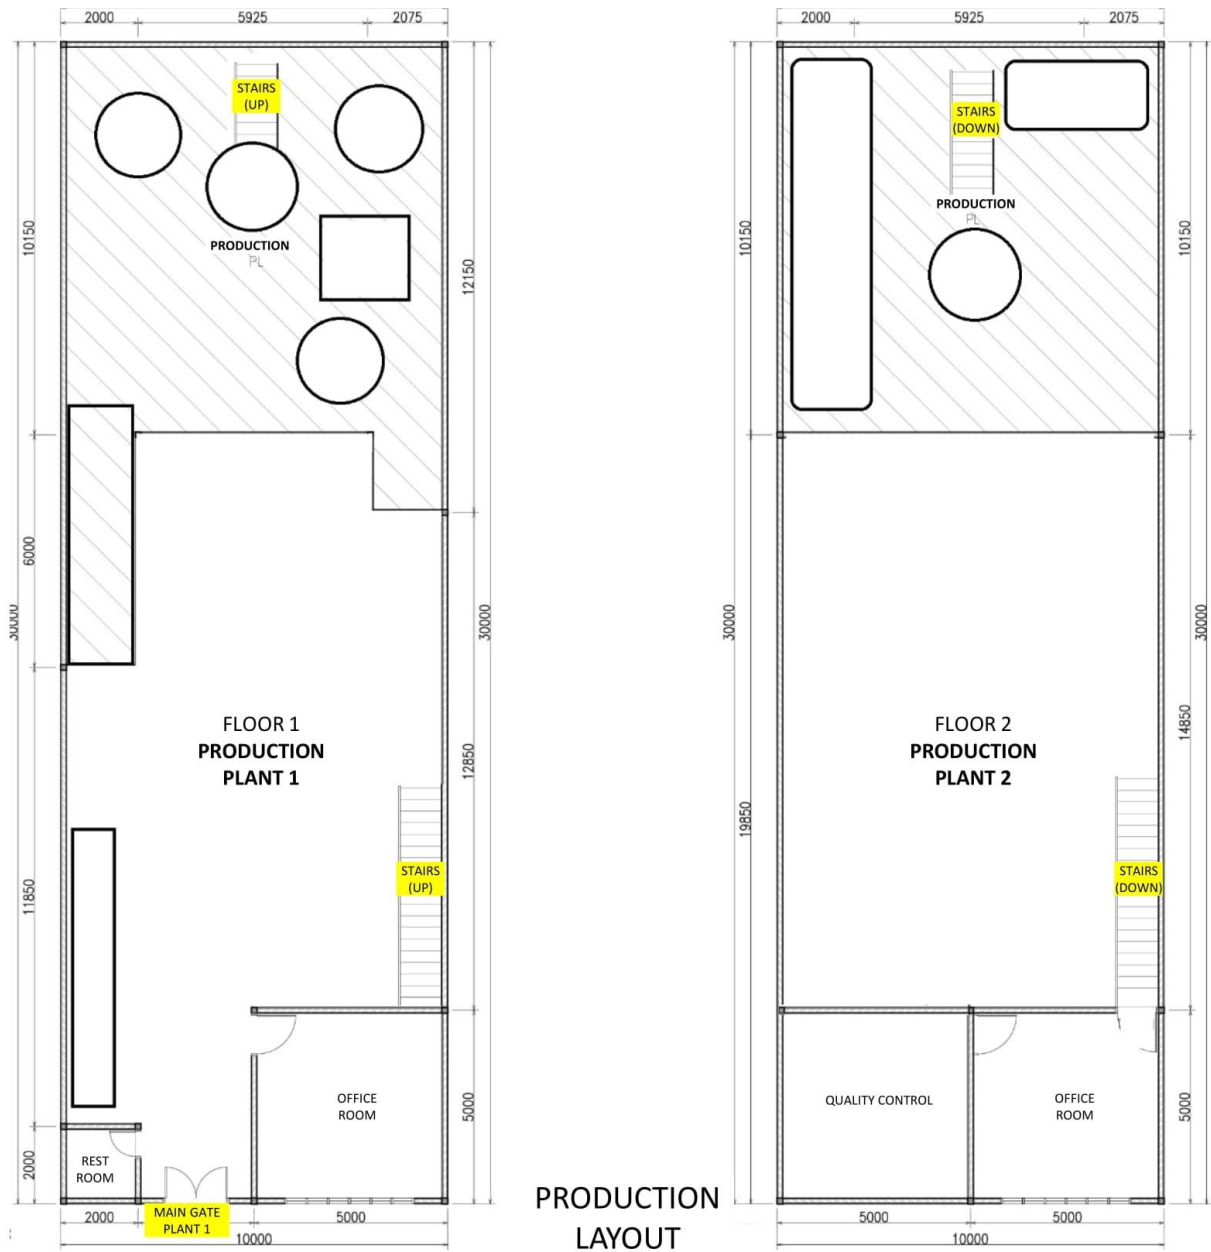 2000
5925
2075
2000
5925
2075
STAIRS
(UP)
STAIRS
(DOWN)
PRODUCTION
PL
PRODUCTION
PL
10150
12150
10150
10150
6000
30000
30000
30000
30000
FLOOR 1
PRODUCTION
PLANT 1
FLOOR 2
PRODUCTION
PLANT 2
12850
14850
19850
11850
STAIRS
(UP)
STAIRS
(DOWN)
OFFICE
ROOM
QUALITY CONTROL
OFFICE
ROOM
5000
5000
2000
REST
ROOM
MAIN GATE
PLANT 1
2000
5000
10000
PRODUCTION
LAYOUT
5000
5000
10000